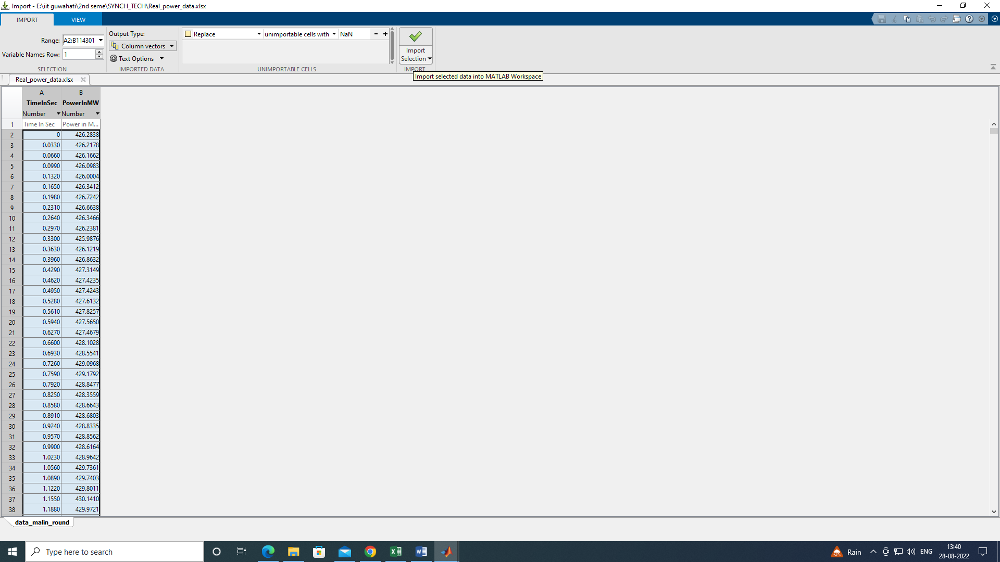 Import - E:\iit guwahati\2nd seme\SYNCH_TECH\Real_power_data.xlsx
IMPORT VIEW
Range: A2:B114301
Variable Names Row: 1
SELECTION
Output Type:
Column vectors
Text Options
IMPORTED DATA
Replace unimportable cells with NaN - +
UNIMPORTABLE CELLS
Import
Selection
IMPORT
Import selected data into MATLAB Workspace
Real_power_data.xlsx
A B
TimeInSec PowerInMW
Number Number
1 Time In Sec Power in M...
2 0 426.2838
3 0.0330 426.2178
4 0.0660 426.1662
5 0.0990 426.0983
6 0.1320 426.0004
7 0.1650 426.3412
8 0.1980 426.7242
9 0.2310 426.6638
10 0.2640 426.3466
11 0.2970 426.2381
12 0.3300 425.9876
13 0.3630 426.1219
14 0.3960 426.8632
15 0.4290 427.3149
16 0.4620 427.4235
17 0.4950 427.4243
18 0.5280 427.6132
19 0.5610 427.8257
20 0.5940 427.5650
21 0.6270 427.4679
22 0.6600 428.1028
23 0.6930 428.5541
24 0.7260 429.0968
25 0.7590 429.1792
26 0.7920 428.8477
27 0.8250 428.3559
28 0.8580 428.6643
29 0.8910 428.6803
30 0.9240 428.8335
31 0.9570 428.8562
32 0.9900 428.6164
33 1.0230 428.9642
34 1.0560 429.7361
35 1.0890 429.7403
36 1.1220 429.8011
37 1.1550 430.1410
38 1.1880 429.9721
data_malin_round
Type here to search
Rain
ENG
13:40
28-08-2022